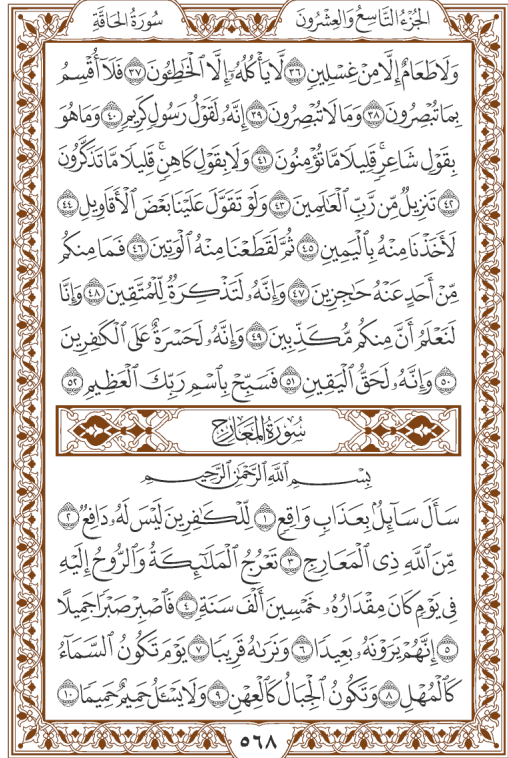 الجُزْءُ التَّاسِعُ وَالعِشْرُونَ
سُورَةُ الحَاقَّةِ
وَلَا طَعَامٌ إِلَّا مِنْ غِسْلِينٍ ٣٦ لَّا يَأْكُلُهُۥٓ إِلَّا ٱلْخَٰطِـُٔونَ ٣٧ فَلَآ أُقْسِمُ
بِمَا تُبْصِرُونَ ٣٨ وَمَا لَا تُبْصِرُونَ ٣٩ إِنَّهُۥ لَقَوْلُ رَسُولٍ كَرِيمٍ ٤٠ وَمَا هُوَ
بِقَوْلِ شَاعِرٍۚ قَلِيلًا مَّا تُؤْمِنُونَ ٤١ وَلَا بِقَوْلِ كَاهِنٍۚ قَلِيلًا مَّا تَذَكَّرُونَ
٤٢ تَنزِيلٌ مِّن رَّبِّ ٱلْعَٰلَمِينَ ٤٣ وَلَوْ تَقَوَّلَ عَلَيْنَا بَعْضَ ٱلْأَقَاوِيلِ ٤٤
لَأَخَذْنَا مِنْهُ بِٱلْيَمِينِ ٤٥ ثُمَّ لَقَطَعْنَا مِنْهُ ٱلْوَتِينَ ٤٦ فَمَا مِنكُم
مِّنْ أَحَدٍ عَنْهُ حَٰجِزِينَ ٤٧ وَإِنَّهُۥ لَتَذْكِرَةٌ لِّلْمُتَّقِينَ ٤٨ وَإِنَّا
لَنَعْلَمُ أَنَّ مِنكُم مُّكَذِّبِينَ ٤٩ وَإِنَّهُۥ لَحَسْرَةٌ عَلَى ٱلْكَٰفِرِينَ
٥٠ وَإِنَّهُۥ لَحَقُّ ٱلْيَقِينِ ٥١ فَسَبِّحْ بِٱسْمِ رَبِّكَ ٱلْعَظِيمِ ٥٢
سُورَةُ المَعَارِجِ
بِسْمِ ٱللَّهِ ٱلرَّحْمَٰنِ ٱلرَّحِيمِ
سَأَلَ سَآئِلٌۢ بِعَذَابٍ وَاقِعٍ ١ لِّلْكَٰفِرِينَ لَيْسَ لَهُۥ دَافِعٌ ٢
مِّنَ ٱللَّهِ ذِى ٱلْمَعَارِجِ ٣ تَعْرُجُ ٱلْمَلَٰٓئِكَةُ وَٱلرُّوحُ إِلَيْهِ
فِى يَوْمٍ كَانَ مِقْدَارُهُۥ خَمْسِينَ أَلْفَ سَنَةٍ ٤ فَٱصْبِرْ صَبْرًا جَمِيلًا
٥ إِنَّهُمْ يَرَوْنَهُۥ بَعِيدًا ٦ وَنَرَىٰهُ قَرِيبًا ٧ يَوْمَ تَكُونُ ٱلسَّمَآءُ
كَٱلْمُهْلِ ٨ وَتَكُونُ ٱلْجِبَالُ كَٱلْعِهْنِ ٩ وَلَا يَسْـَٔلُ حَمِيمٌ حَمِيمًا ١٠
٥٦٨